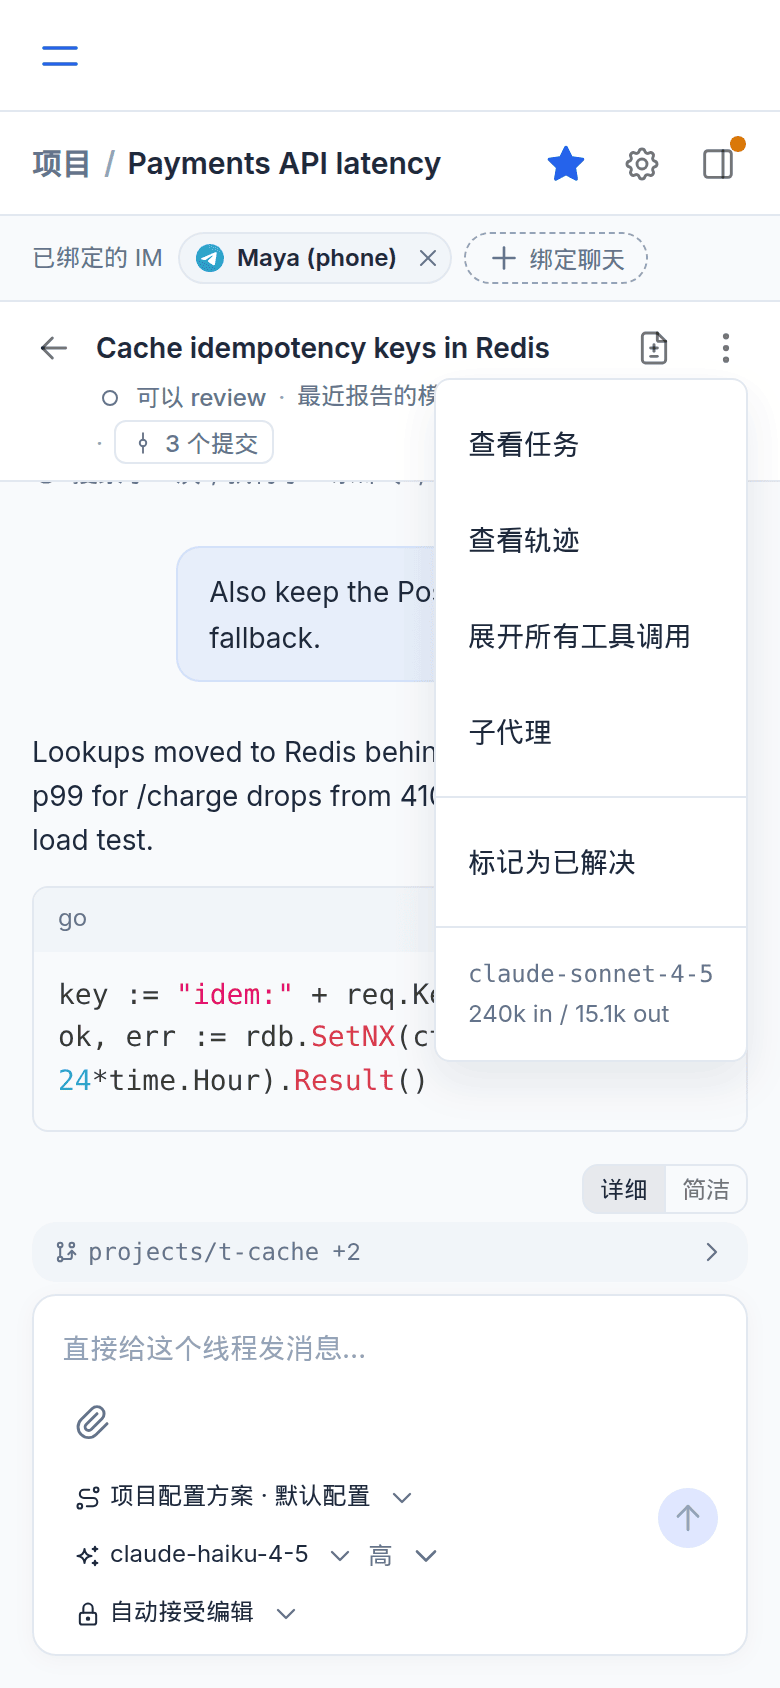 项目 / Payments API latency
已绑定的 IM
Maya (phone)
绑定聊天
Cache idempotency keys in Redis
可以 review · 最近报告的模
· 3 个提交
查看任务
查看轨迹
展开所有工具调用
子代理
标记为已解决
claude-sonnet-4-5
240k in / 15.1k out
Also keep the Pos
fallback.
Lookups moved to Redis behin
p99 for /charge drops from 410
load test.
go
key := "idem:" + req.Ke
ok, err := rdb.SetNX(ct
24*time.Hour).Result()
详细
简洁
projects/t-cache +2
直接给这个线程发消息...
项目配置方案 · 默认配置
claude-haiku-4-5
高
自动接受编辑